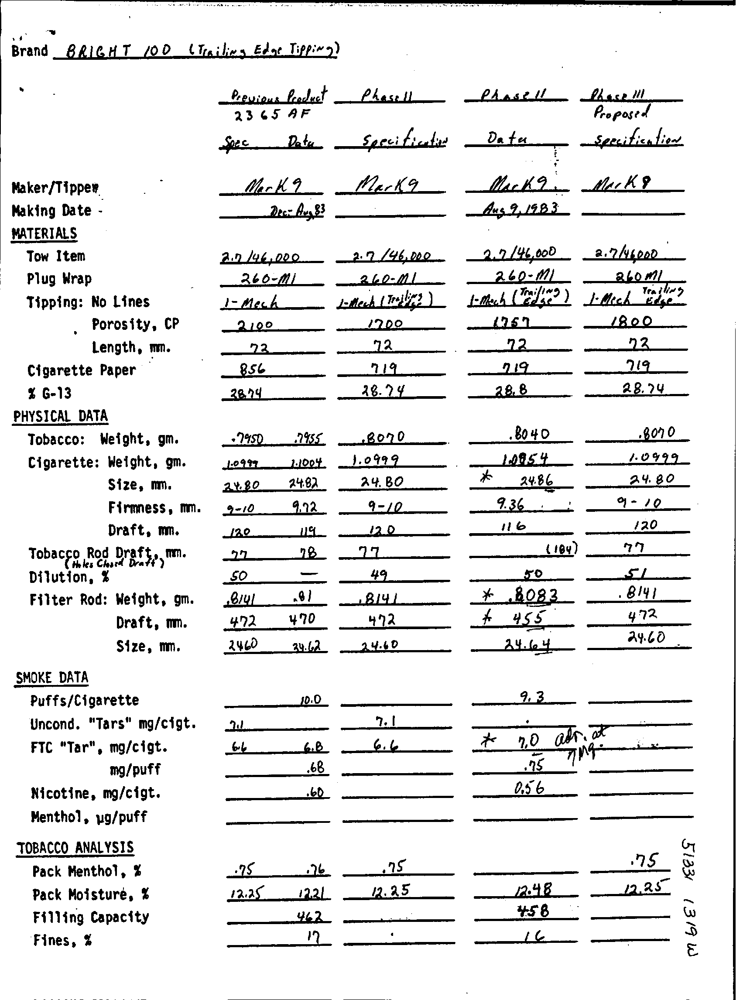 Brand BRIGHT 100 (Trailing Edge Tipping)
Previous Product Phase II Phase II Phase III
2365 AF Proposed
Spec Data Specification Data Specification
Maker/Tipper Mark 9 Mark 9 Mark 9 Mark 8
Making Date - Dec- Aug 83 Aug 9, 1983
MATERIALS
Tow Item 2.7/46,000 2.7/46,000 2.7/46,000 2.7/46,000
Plug Wrap 260-M1 260-M1 260-M1 260 M1
Tipping: No Lines 1-Mech 1-Mech (Trailing Edge) 1-Mech (Trailing Edge) 1-Mech Trailing Edge
Porosity, CP 2100 1700 1757 1800
Length, mm. 72 72 72 72
Cigarette Paper 856 719 719 719
% G-13 28.74 28.74 28.8 28.74
PHYSICAL DATA
Tobacco: Weight, gm. .7950 .7955 .8070 .8040 .8070
Cigarette: Weight, gm. 1.0999 1.1004 1.0999 1.0954 1.0999
Size, mm. 24.80 24.82 24.80 * 24.86 24.80
Firmness, mm. 9-10 9.72 9-10 9.36 9-10
Draft, mm. 120 119 120 116 120
Tobacco Rod Draft, mm. 77 78 77 (184) 77
(Holes Closed Draft)
Dilution, % 50 — 49 50 51
Filter Rod: Weight, gm. .8141 .81 .8141 * .8083 .8141
Draft, mm. 472 470 472 * 455 472
Size, mm. 2460 24.62 24.60 24.64 24.60
SMOKE DATA
Puffs/Cigarette 10.0 9.3
Uncond. "Tars" mg/cigt. 7.1 7.1
FTC "Tar", mg/cigt. 6.6 6.8 6.6 * 7.0 adv. at 7mg.
mg/puff .68 .75
Nicotine, mg/cigt. .60 0.56
Menthol, µg/puff
TOBACCO ANALYSIS
Pack Menthol, % .75 .76 .75 .75
Pack Moisture, % 12.25 12.21 12.25 12.48 12.25
Filling Capacity 462 458
Fines, % 17 16
51331 1319